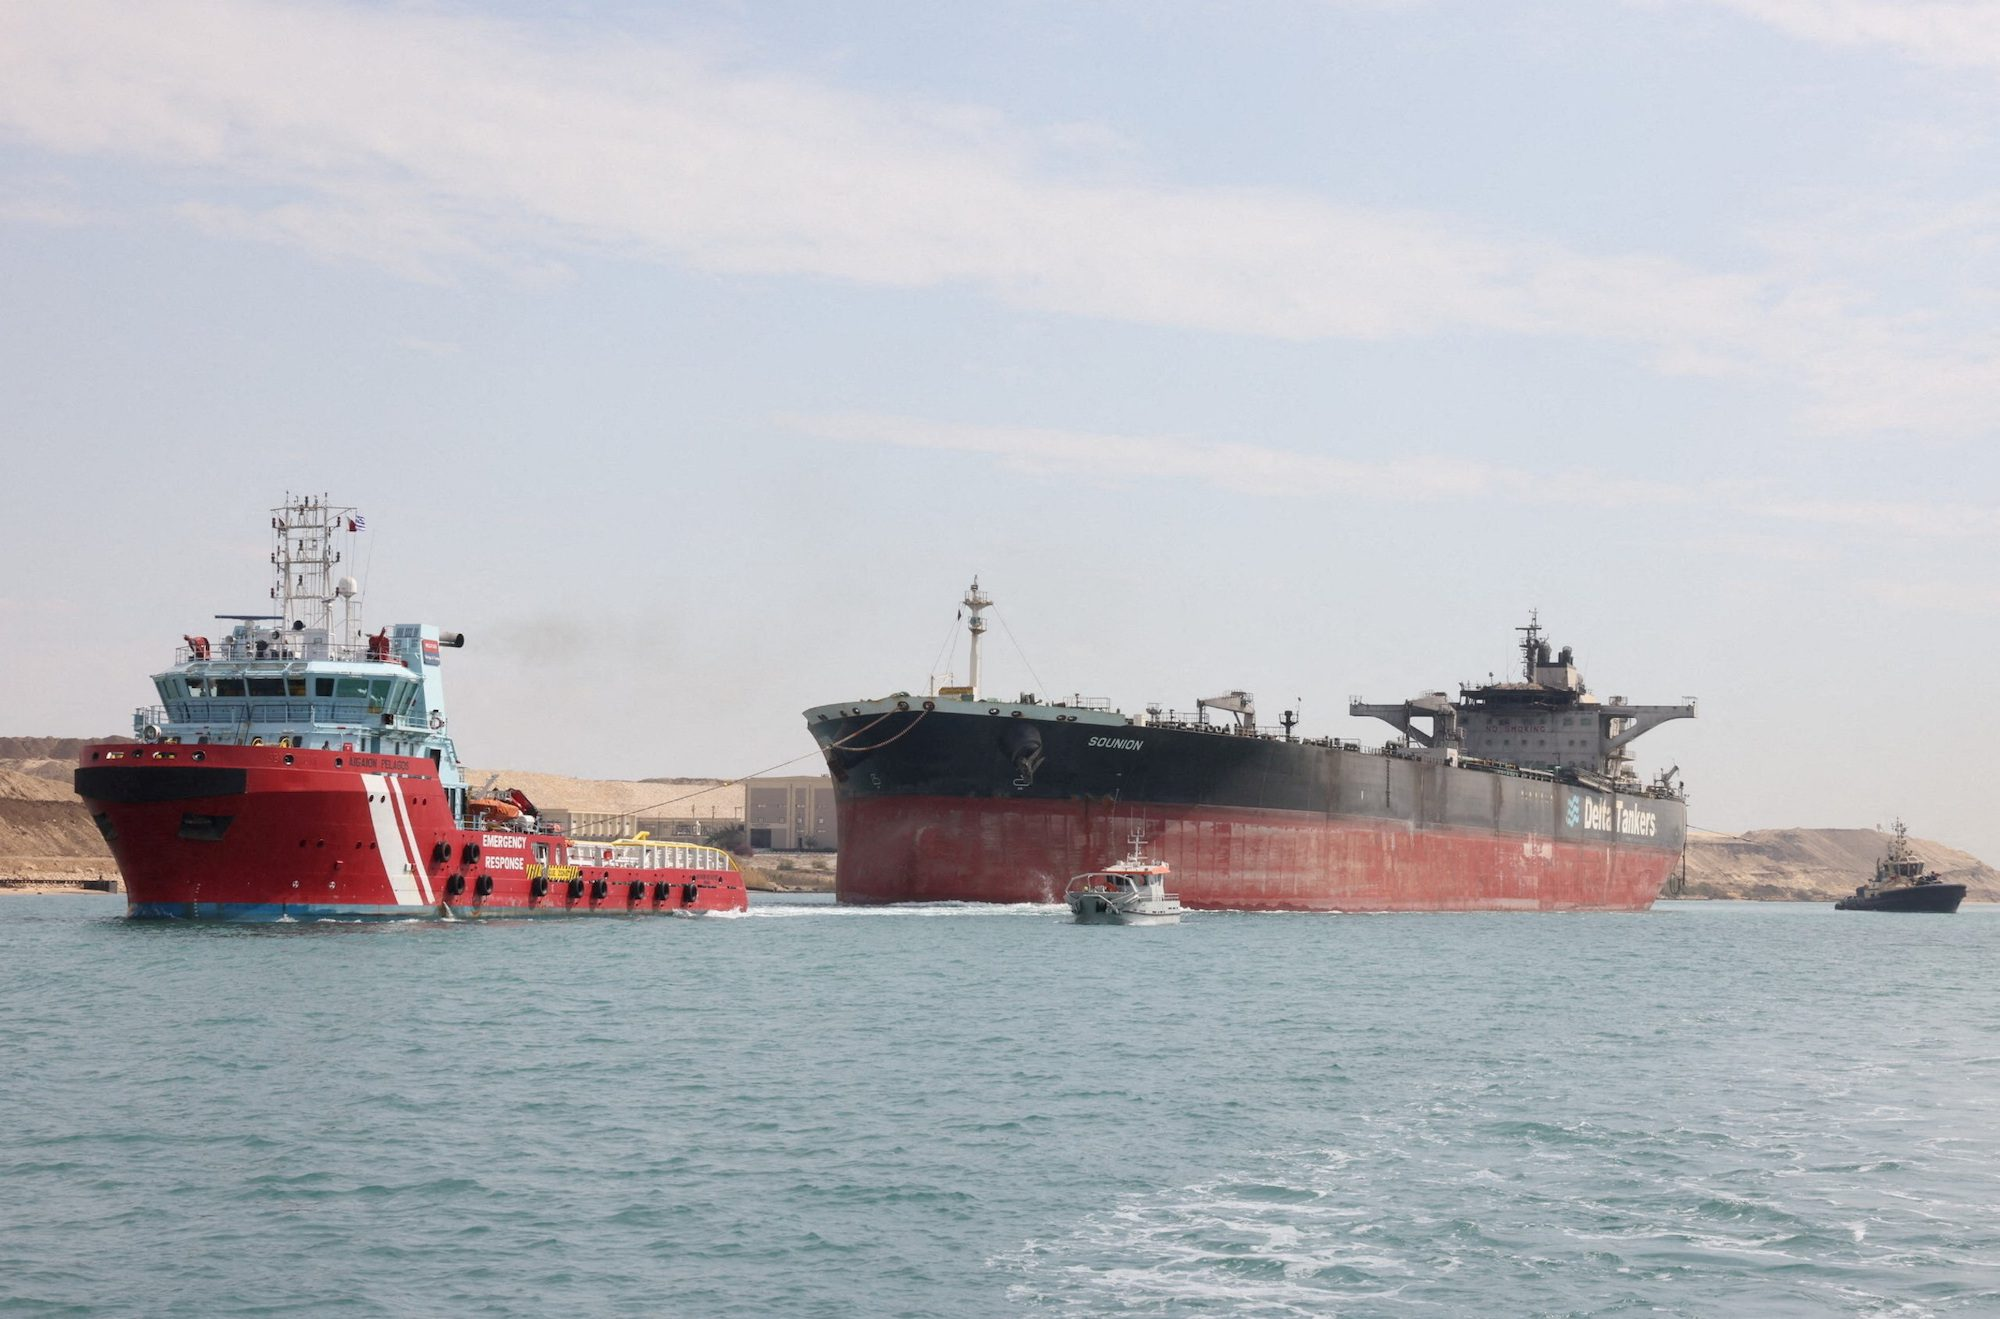 AIGAION PELAGOS
EMERGENCY
RESPONSE
SOUNION
NO SMOKING
Delta Tankers